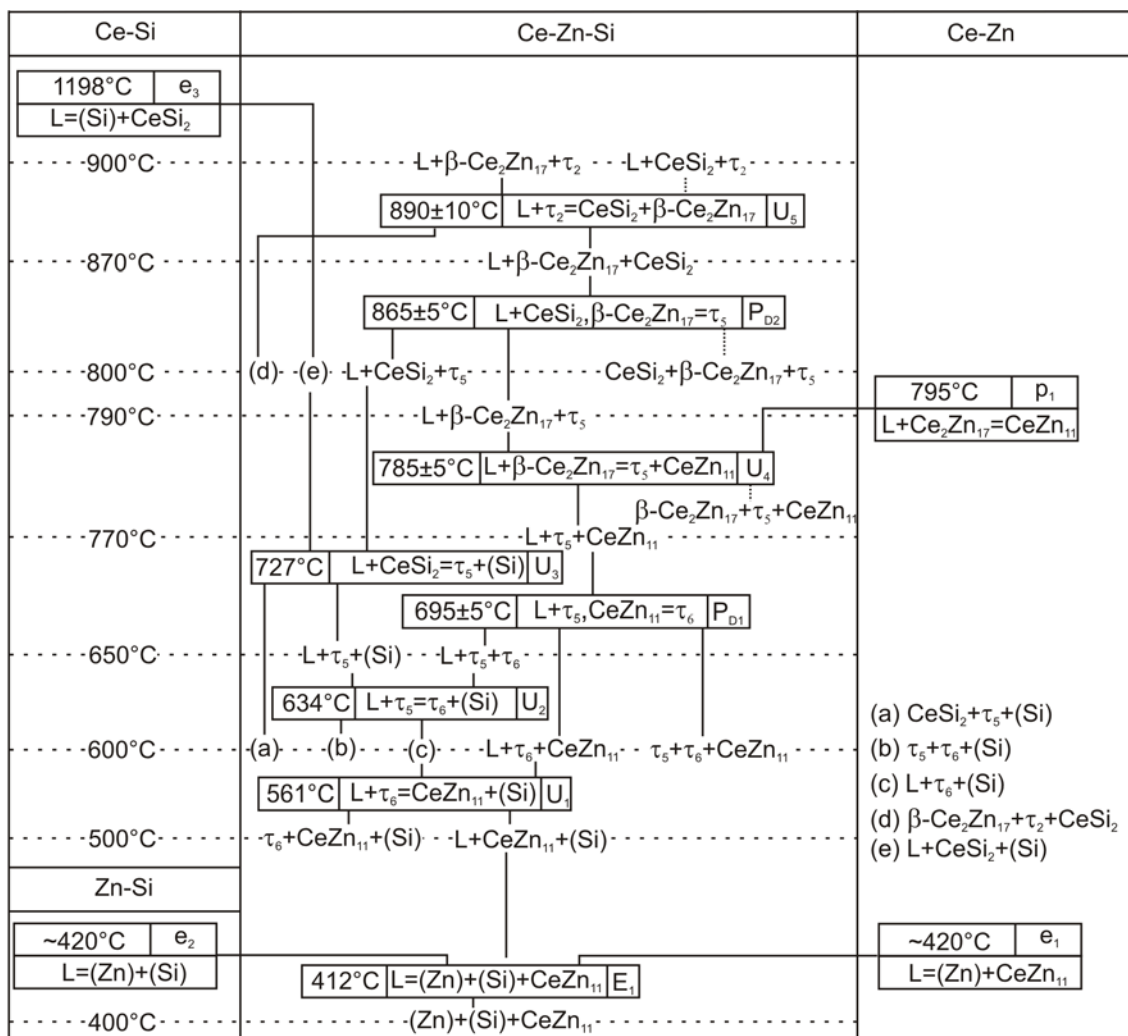 Ce-Si Ce-Zn-Si Ce-Zn
1198°C e₃
L=(Si)+CeSi₂
900°C L+β-Ce₂Zn₁₇+τ₂ L+CeSi₂+τ₂
890±10°C L+τ₂=CeSi₂+β-Ce₂Zn₁₇ U₅
870°C L+β-Ce₂Zn₁₇+CeSi₂
865±5°C L+CeSi₂,β-Ce₂Zn₁₇=τ₅ P_D2
800°C (d) (e) L+CeSi₂+τ₅ CeSi₂+β-Ce₂Zn₁₇+τ₅
795°C p₁
790°C L+β-Ce₂Zn₁₇+τ₅ L+Ce₂Zn₁₇=CeZn₁₁
785±5°C L+β-Ce₂Zn₁₇=τ₅+CeZn₁₁ U₄
β-Ce₂Zn₁₇+τ₅+CeZn₁₁
770°C L+τ₅+CeZn₁₁
727°C L+CeSi₂=τ₅+(Si) U₃
695±5°C L+τ₅,CeZn₁₁=τ₆ P_D1
650°C L+τ₅+(Si) L+τ₅+τ₆
634°C L+τ₅=τ₆+(Si) U₂
600°C (a) (b) (c) L+τ₆+CeZn₁₁ τ₅+τ₆+CeZn₁₁
561°C L+τ₆=CeZn₁₁+(Si) U₁
500°C τ₆+CeZn₁₁+(Si) L+CeZn₁₁+(Si)
(a) CeSi₂+τ₅+(Si)
(b) τ₅+τ₆+(Si)
(c) L+τ₆+(Si)
(d) β-Ce₂Zn₁₇+τ₂+CeSi₂
(e) L+CeSi₂+(Si)
Zn-Si
~420°C e₂
L=(Zn)+(Si)
~420°C e₁
L=(Zn)+CeZn₁₁
412°C L=(Zn)+(Si)+CeZn₁₁ E₁
400°C (Zn)+(Si)+CeZn₁₁